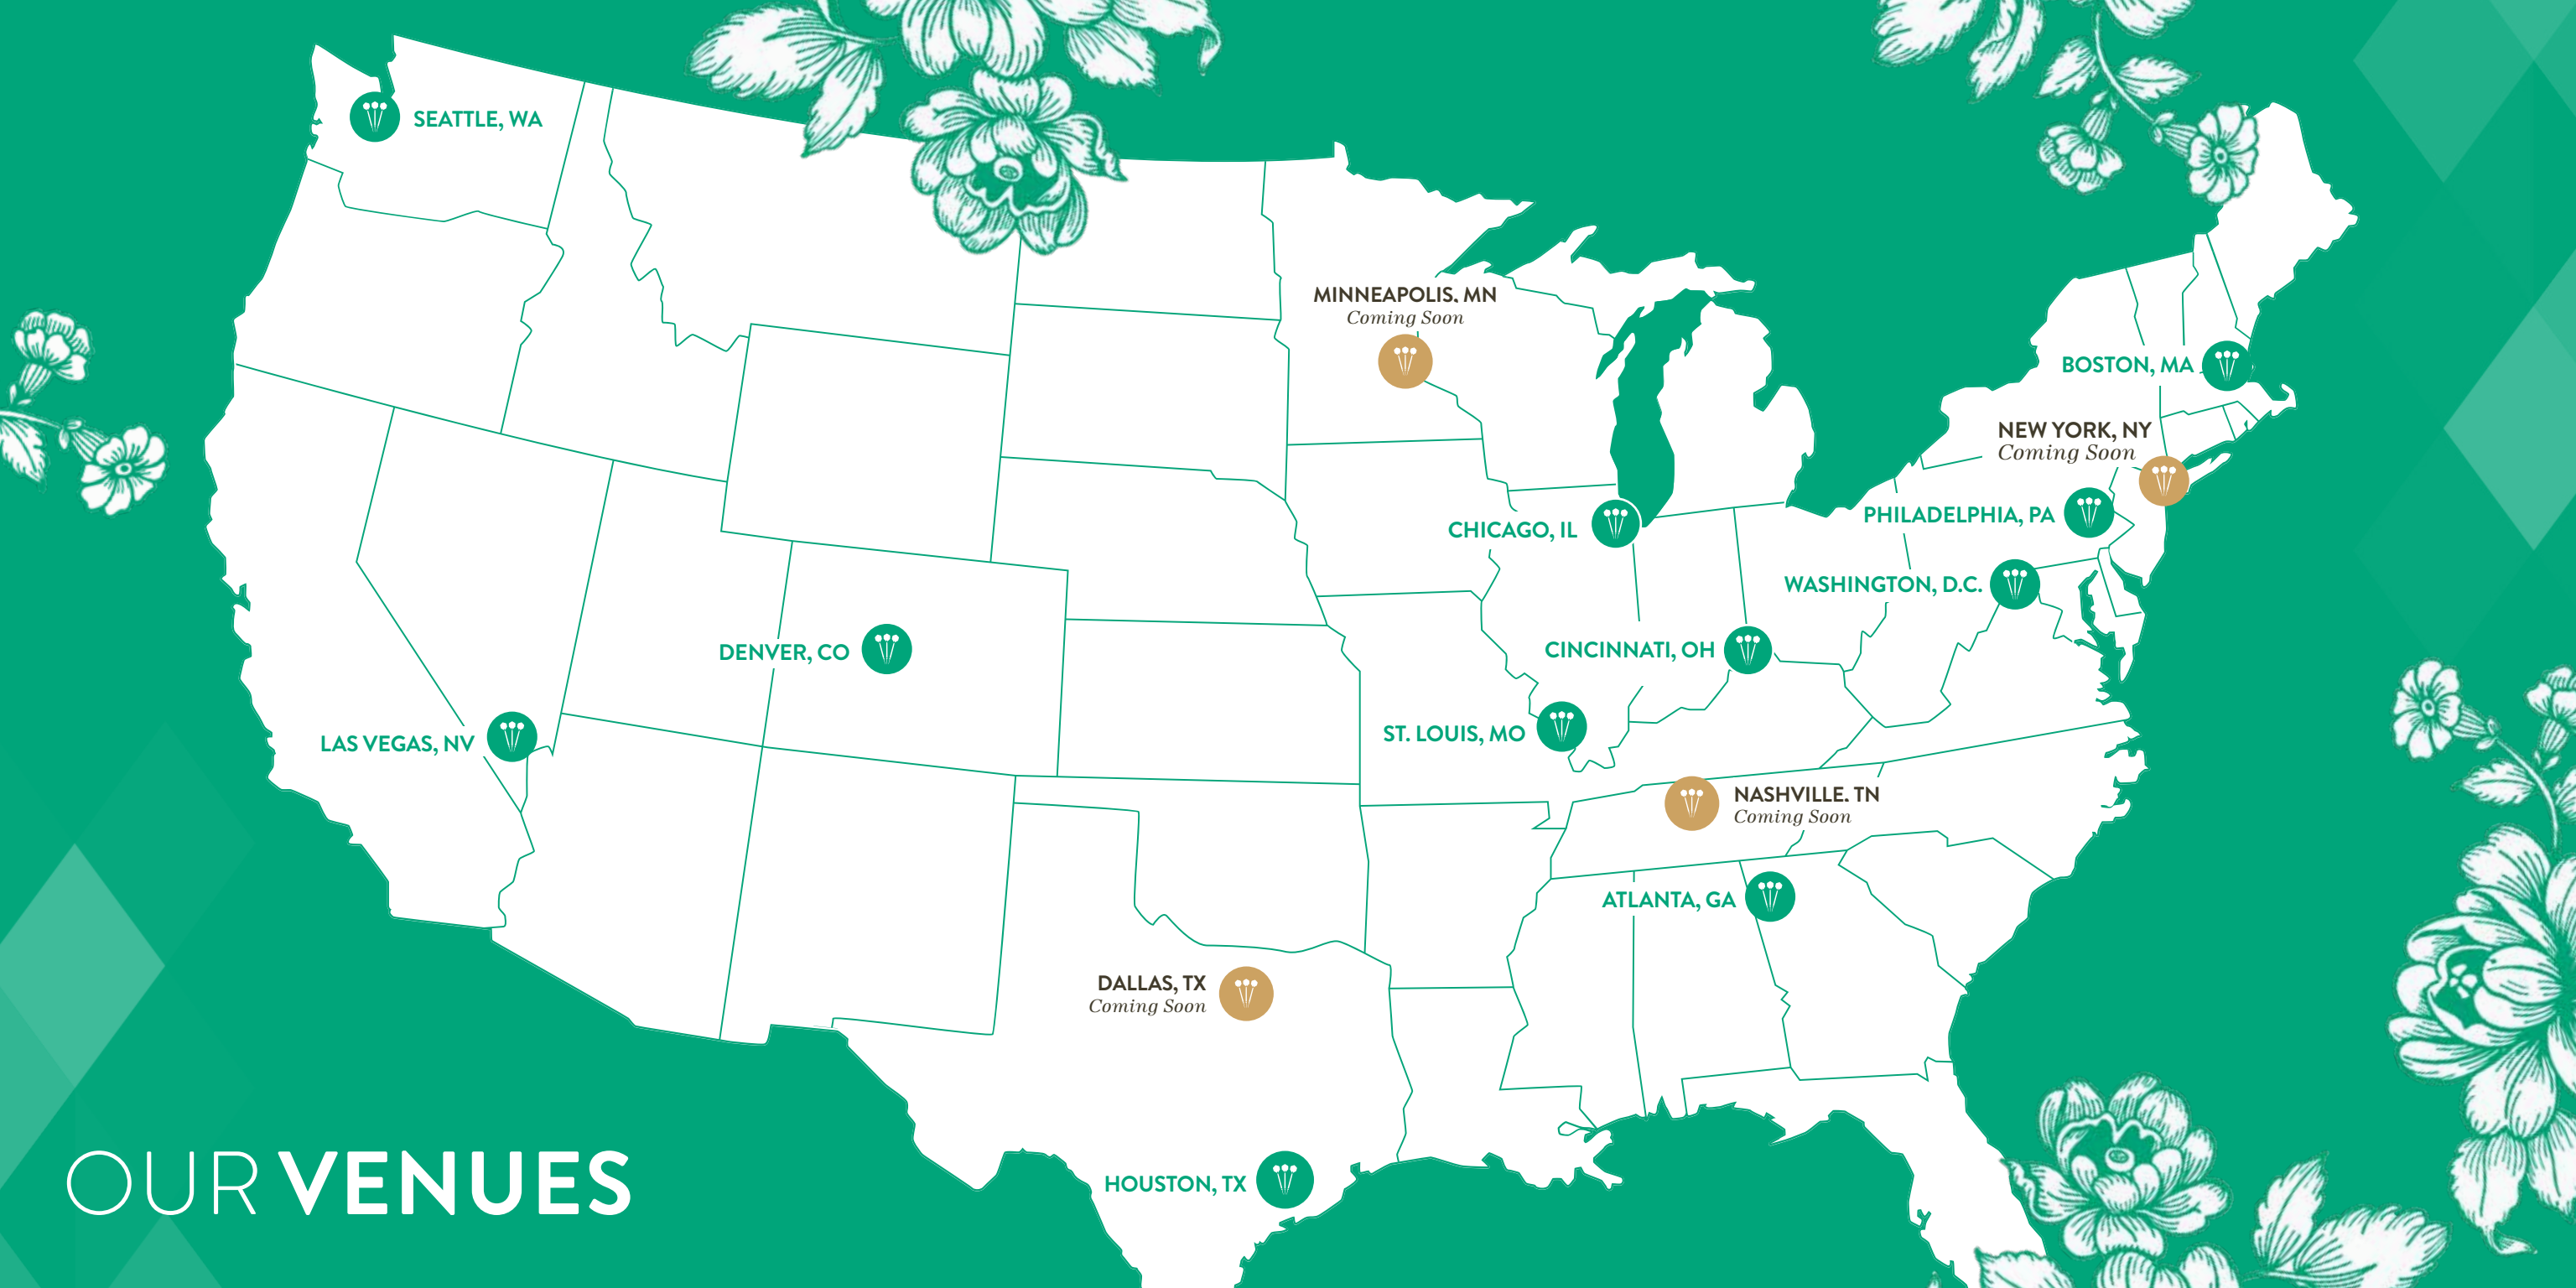 SEATTLE, WA
MINNEAPOLIS, MN
Coming Soon
BOSTON, MA
NEW YORK, NY
Coming Soon
PHILADELPHIA, PA
CHICAGO, IL
WASHINGTON, D.C.
DENVER, CO
CINCINNATI, OH
LAS VEGAS, NV
ST. LOUIS, MO
NASHVILLE. TN
Coming Soon
ATLANTA, GA
DALLAS, TX
Coming Soon
HOUSTON, TX
OUR VENUES